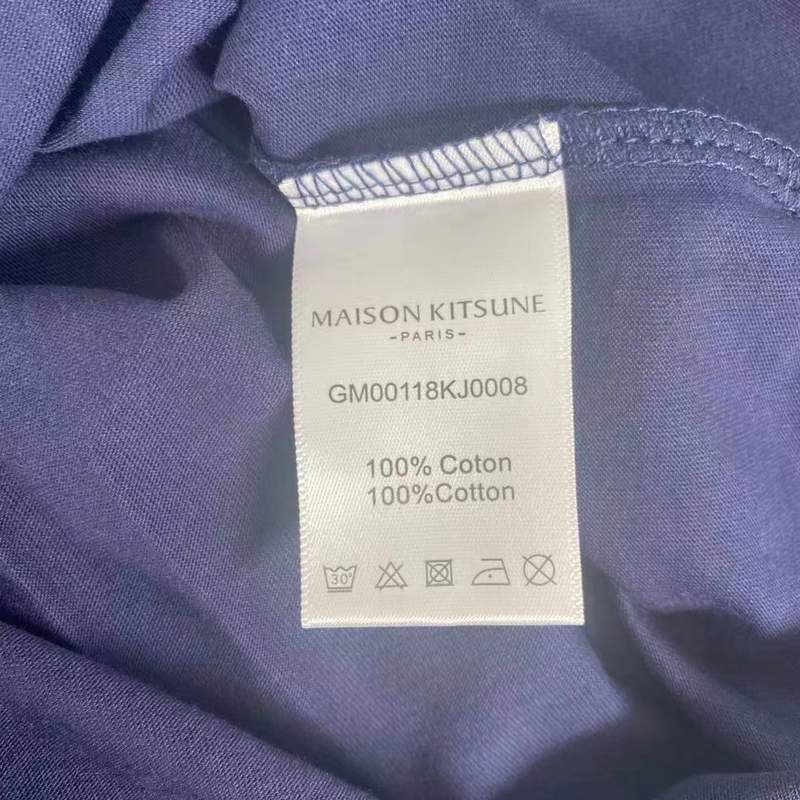 MAISON KITSUNE
-PARIS-
GM00118KJ0008
100% Coton
100%Cotton
30°